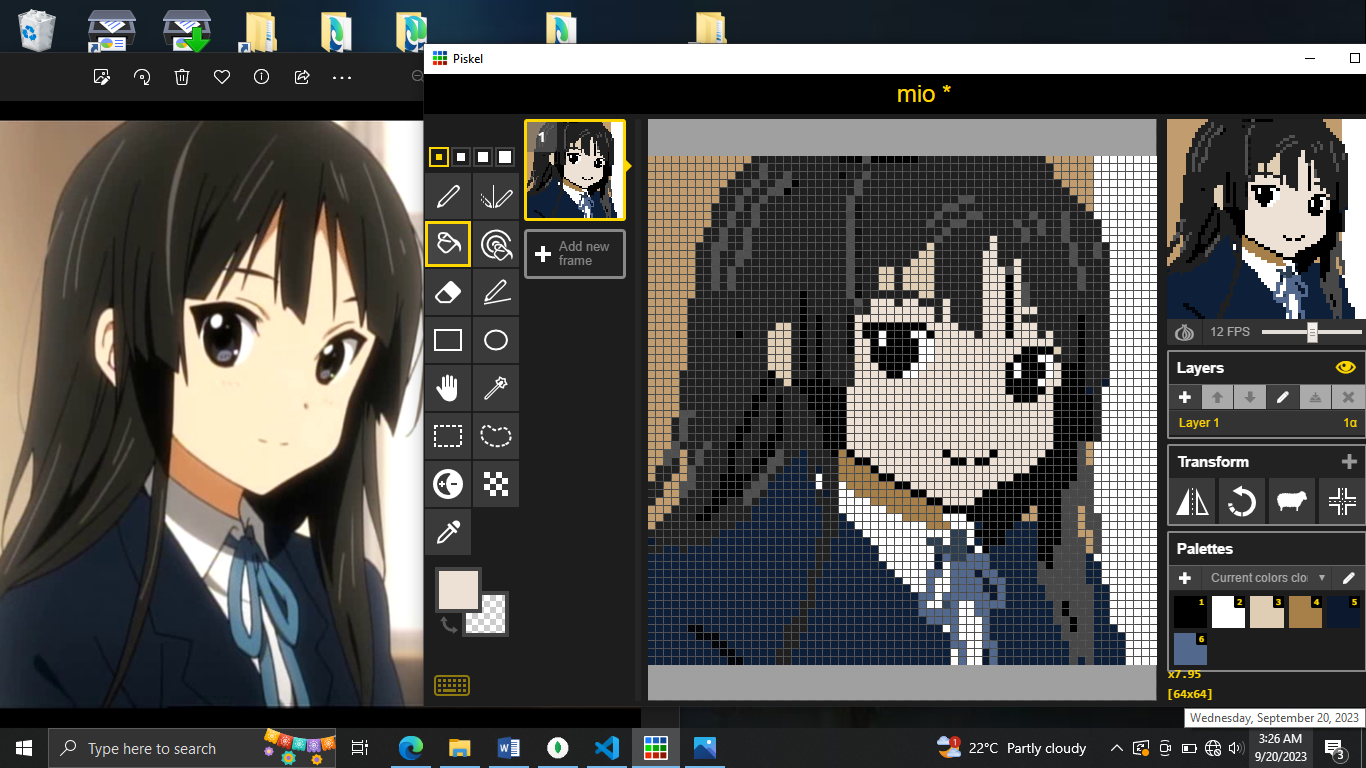 Piskel
mio *
1
Add new
frame
12 FPS
Layers
Layer 1
1α
Transform
Palettes
Current colors clo
1
2
3
4
5
6
x7.95
[64x64]
Wednesday, September 20, 2023
Type here to search
W
1
22°C Partly cloudy
3:26 AM
9/20/2023
3